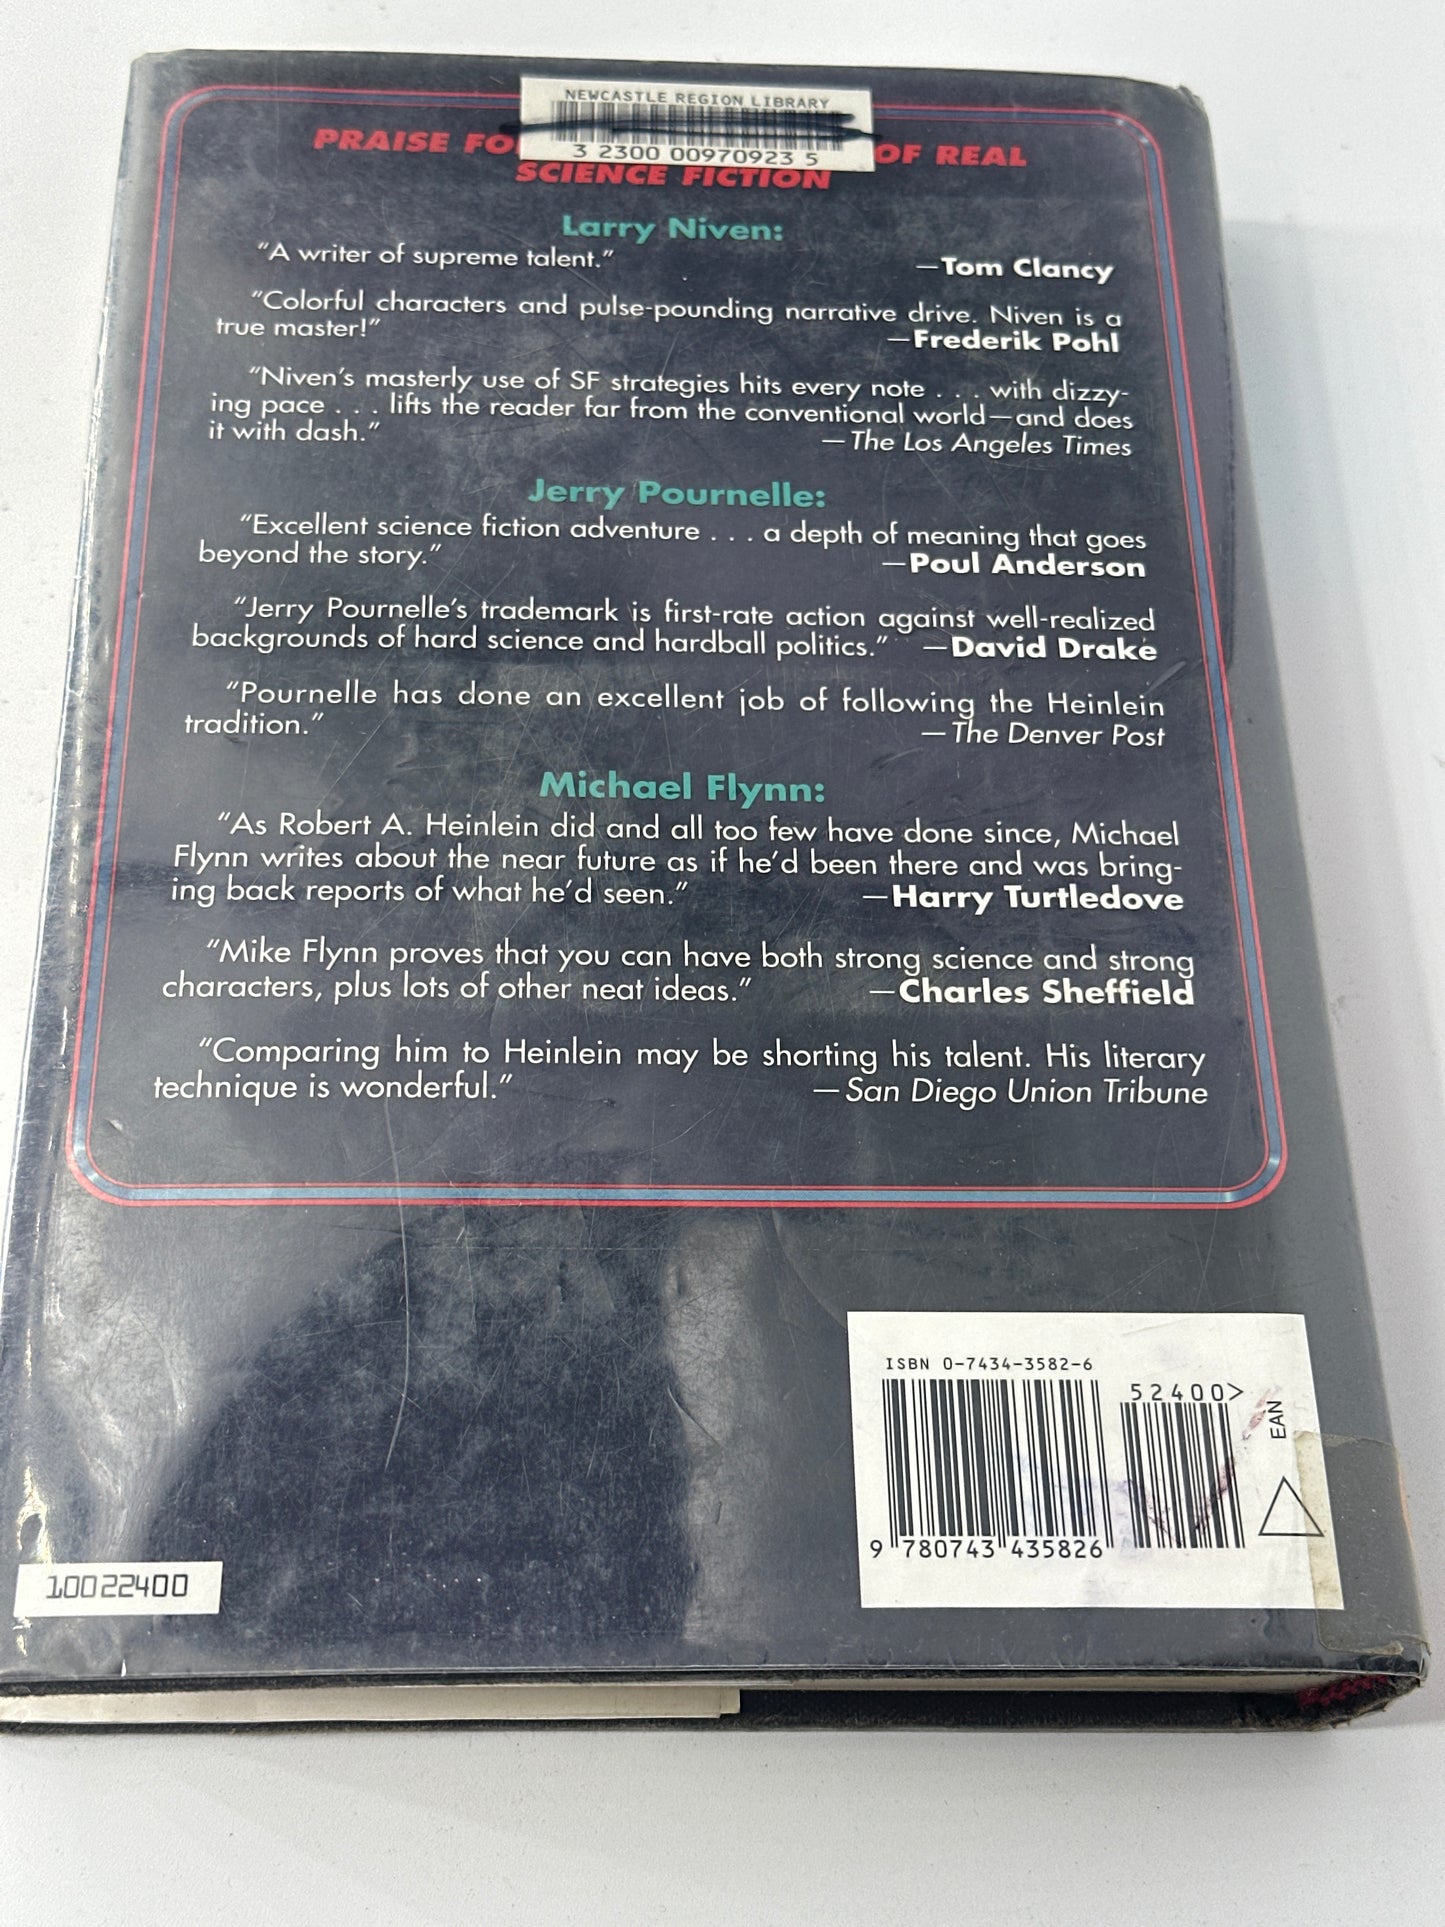 NEWCASTLE REGION LIBRARY
3 2300 00970923 5
PRAISE OF REAL
SCIENCE FICTION
Larry Niven:
“A writer of supreme talent.” —Tom Clancy
“Colorful characters and pulse-pounding narrative drive. Niven is a
true master!” —Frederik Pohl
“Niven’s masterly use of SF strategies hits every note . . . with dizzy-
ing pace . . . lifts the reader far from the conventional world—and does
it with dash.” —The Los Angeles Times
Jerry Pournelle:
“Excellent science fiction adventure . . . a depth of meaning that goes
beyond the story.” —Poul Anderson
“Jerry Pournelle’s trademark is first-rate action against well-realized
backgrounds of hard science and hardball politics.” —David Drake
“Pournelle has done an excellent job of following the Heinlein
tradition.” —The Denver Post
Michael Flynn:
“As Robert A. Heinlein did and all too few have done since, Michael
Flynn writes about the near future as if he’d been there and was bring-
ing back reports of what he’d seen.” —Harry Turtledove
“Mike Flynn proves that you can have both strong science and strong
characters, plus lots of other neat ideas.” —Charles Sheffield
“Comparing him to Heinlein may be shorting his talent. His literary
technique is wonderful.” —San Diego Union Tribune
ISBN 0-7434-3582-6
52400>
EAN
9 780743 435826
10022400